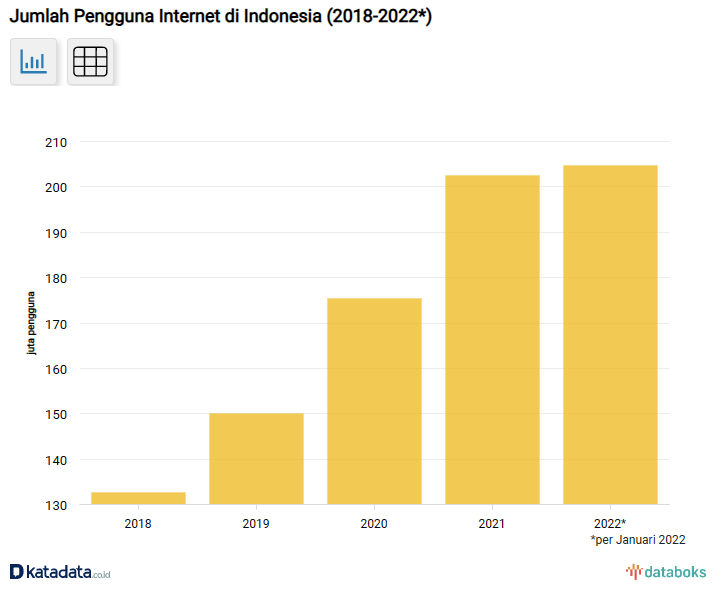 Jumlah Pengguna Internet di Indonesia (2018-2022*)
210
200
190
180
170
160
150
140
130
juta pengguna
2018 2019 2020 2021 2022*
*per Januari 2022
katadata.co.id databoks